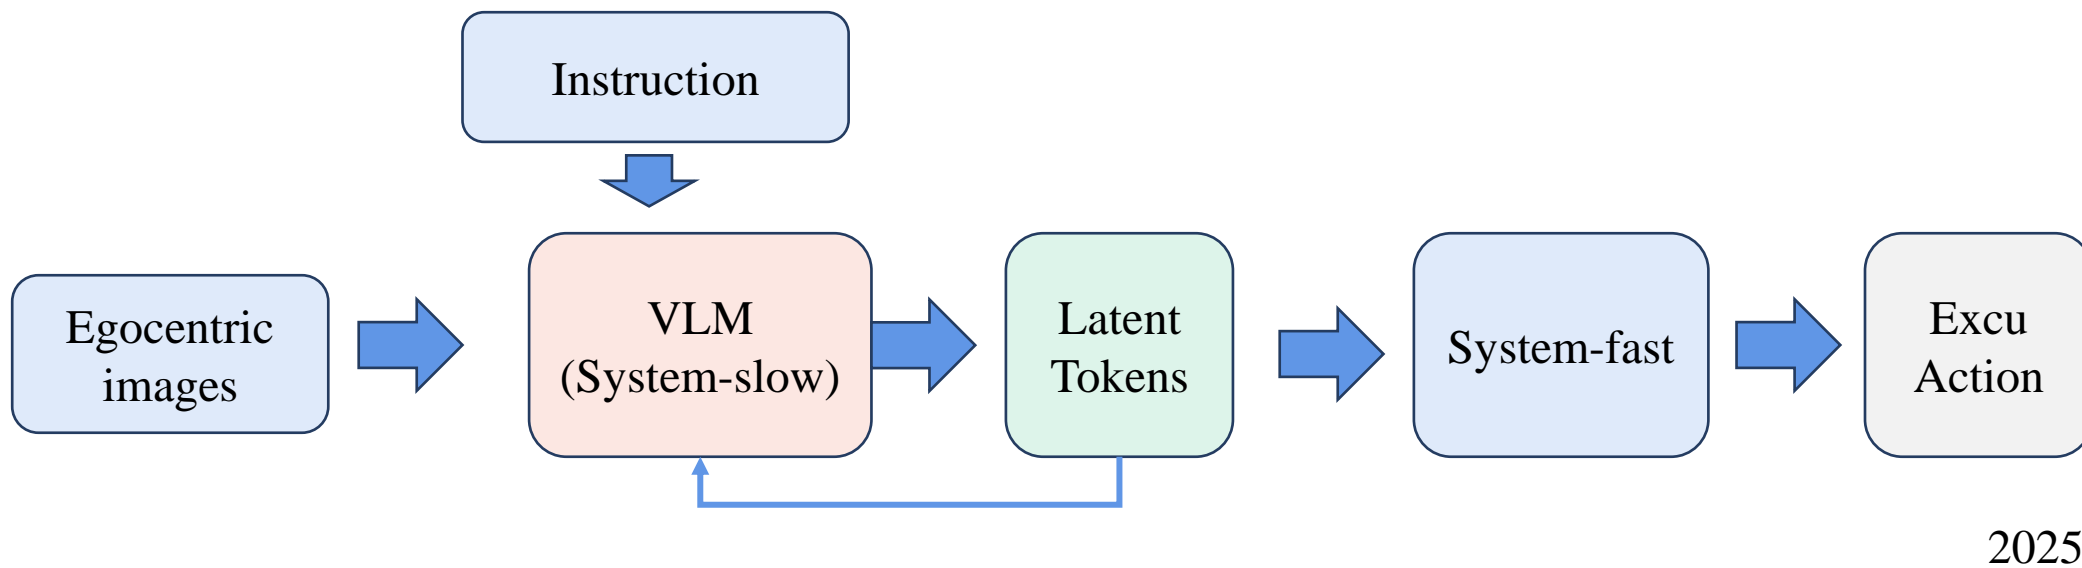 Instruction
Egocentric
images
VLM
(System-slow)
Latent
Tokens
System-fast
Excu
Action
2025